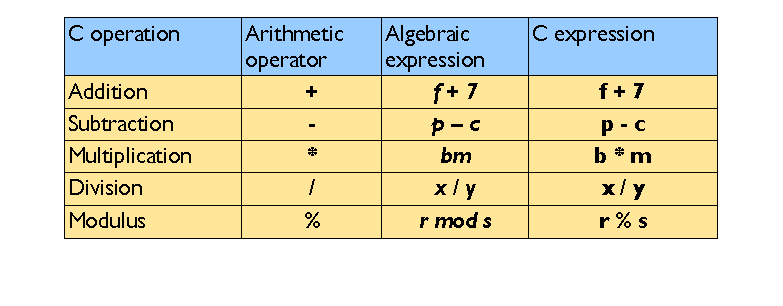 C operation Arithmetic operator Algebraic expression C expression
Addition + f + 7 f + 7
Subtraction - p – c p - c
Multiplication * bm b * m
Division / x / y x / y
Modulus % r mod s r % s